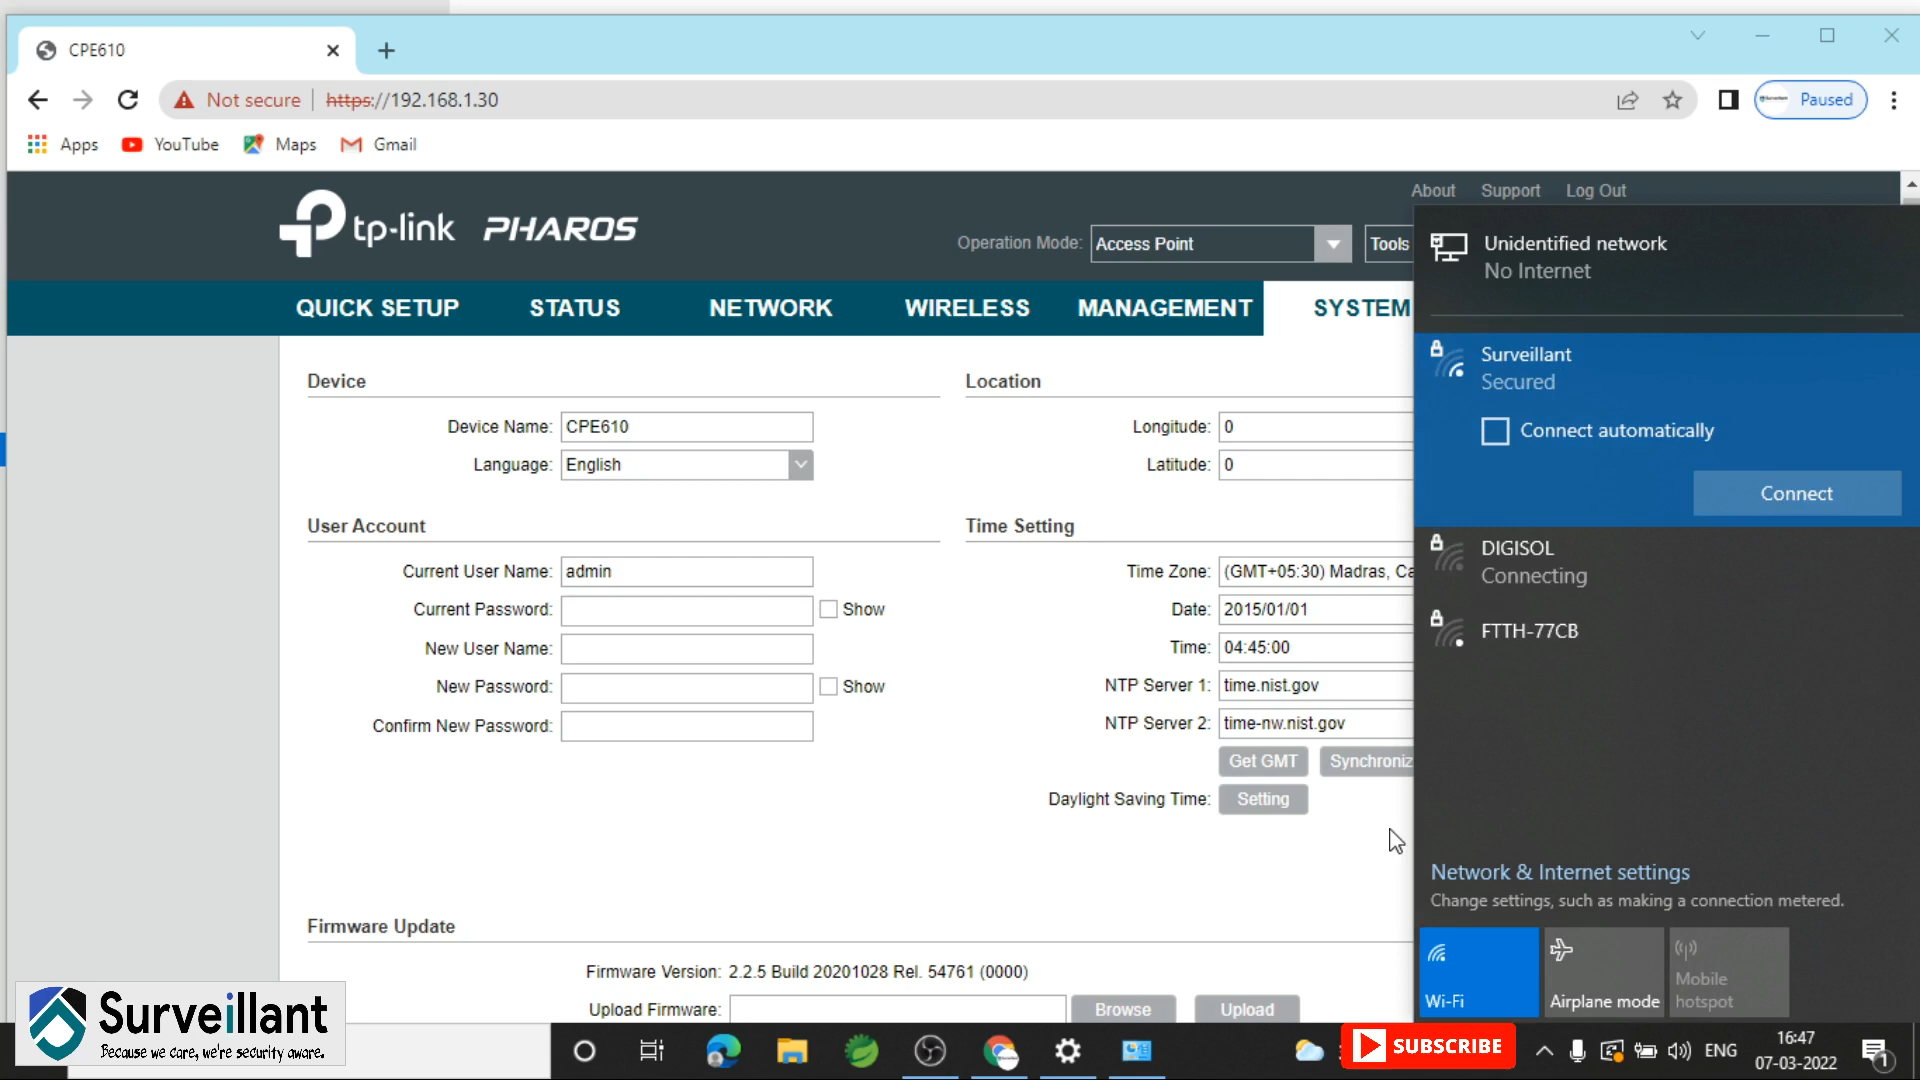 CPE610
Not secure https://192.168.1.30
Paused
Apps YouTube Maps Gmail
About Support Log Out
tp-link PHAROS
Operation Mode: Access Point Tools
QUICK SETUP STATUS NETWORK WIRELESS MANAGEMENT SYSTEM
Device
Device Name: CPE610
Language: English
User Account
Current User Name: admin
Current Password: Show
New User Name:
New Password: Show
Confirm New Password:
Location
Longitude: 0
Latitude: 0
Time Setting
Time Zone: (GMT+05:30) Madras, Ca
Date: 2015/01/01
Time: 04:45:00
NTP Server 1: time.nist.gov
NTP Server 2: time-nw.nist.gov
Get GMT Synchroniz
Daylight Saving Time: Setting
Firmware Update
Firmware Version: 2.2.5 Build 20201028 Rel. 54761 (0000)
Upload Firmware: Browse Upload
Unidentified network
No Internet
Surveillant
Secured
Connect automatically
Connect
DIGISOL
Connecting
FTTH-77CB
Network & Internet settings
Change settings, such as making a connection metered.
Wi-Fi
Airplane mode
Mobile
hotspot
Surveillant
Because we care, we're security aware.
SUBSCRIBE
ENG
16:47
07-03-2022
1